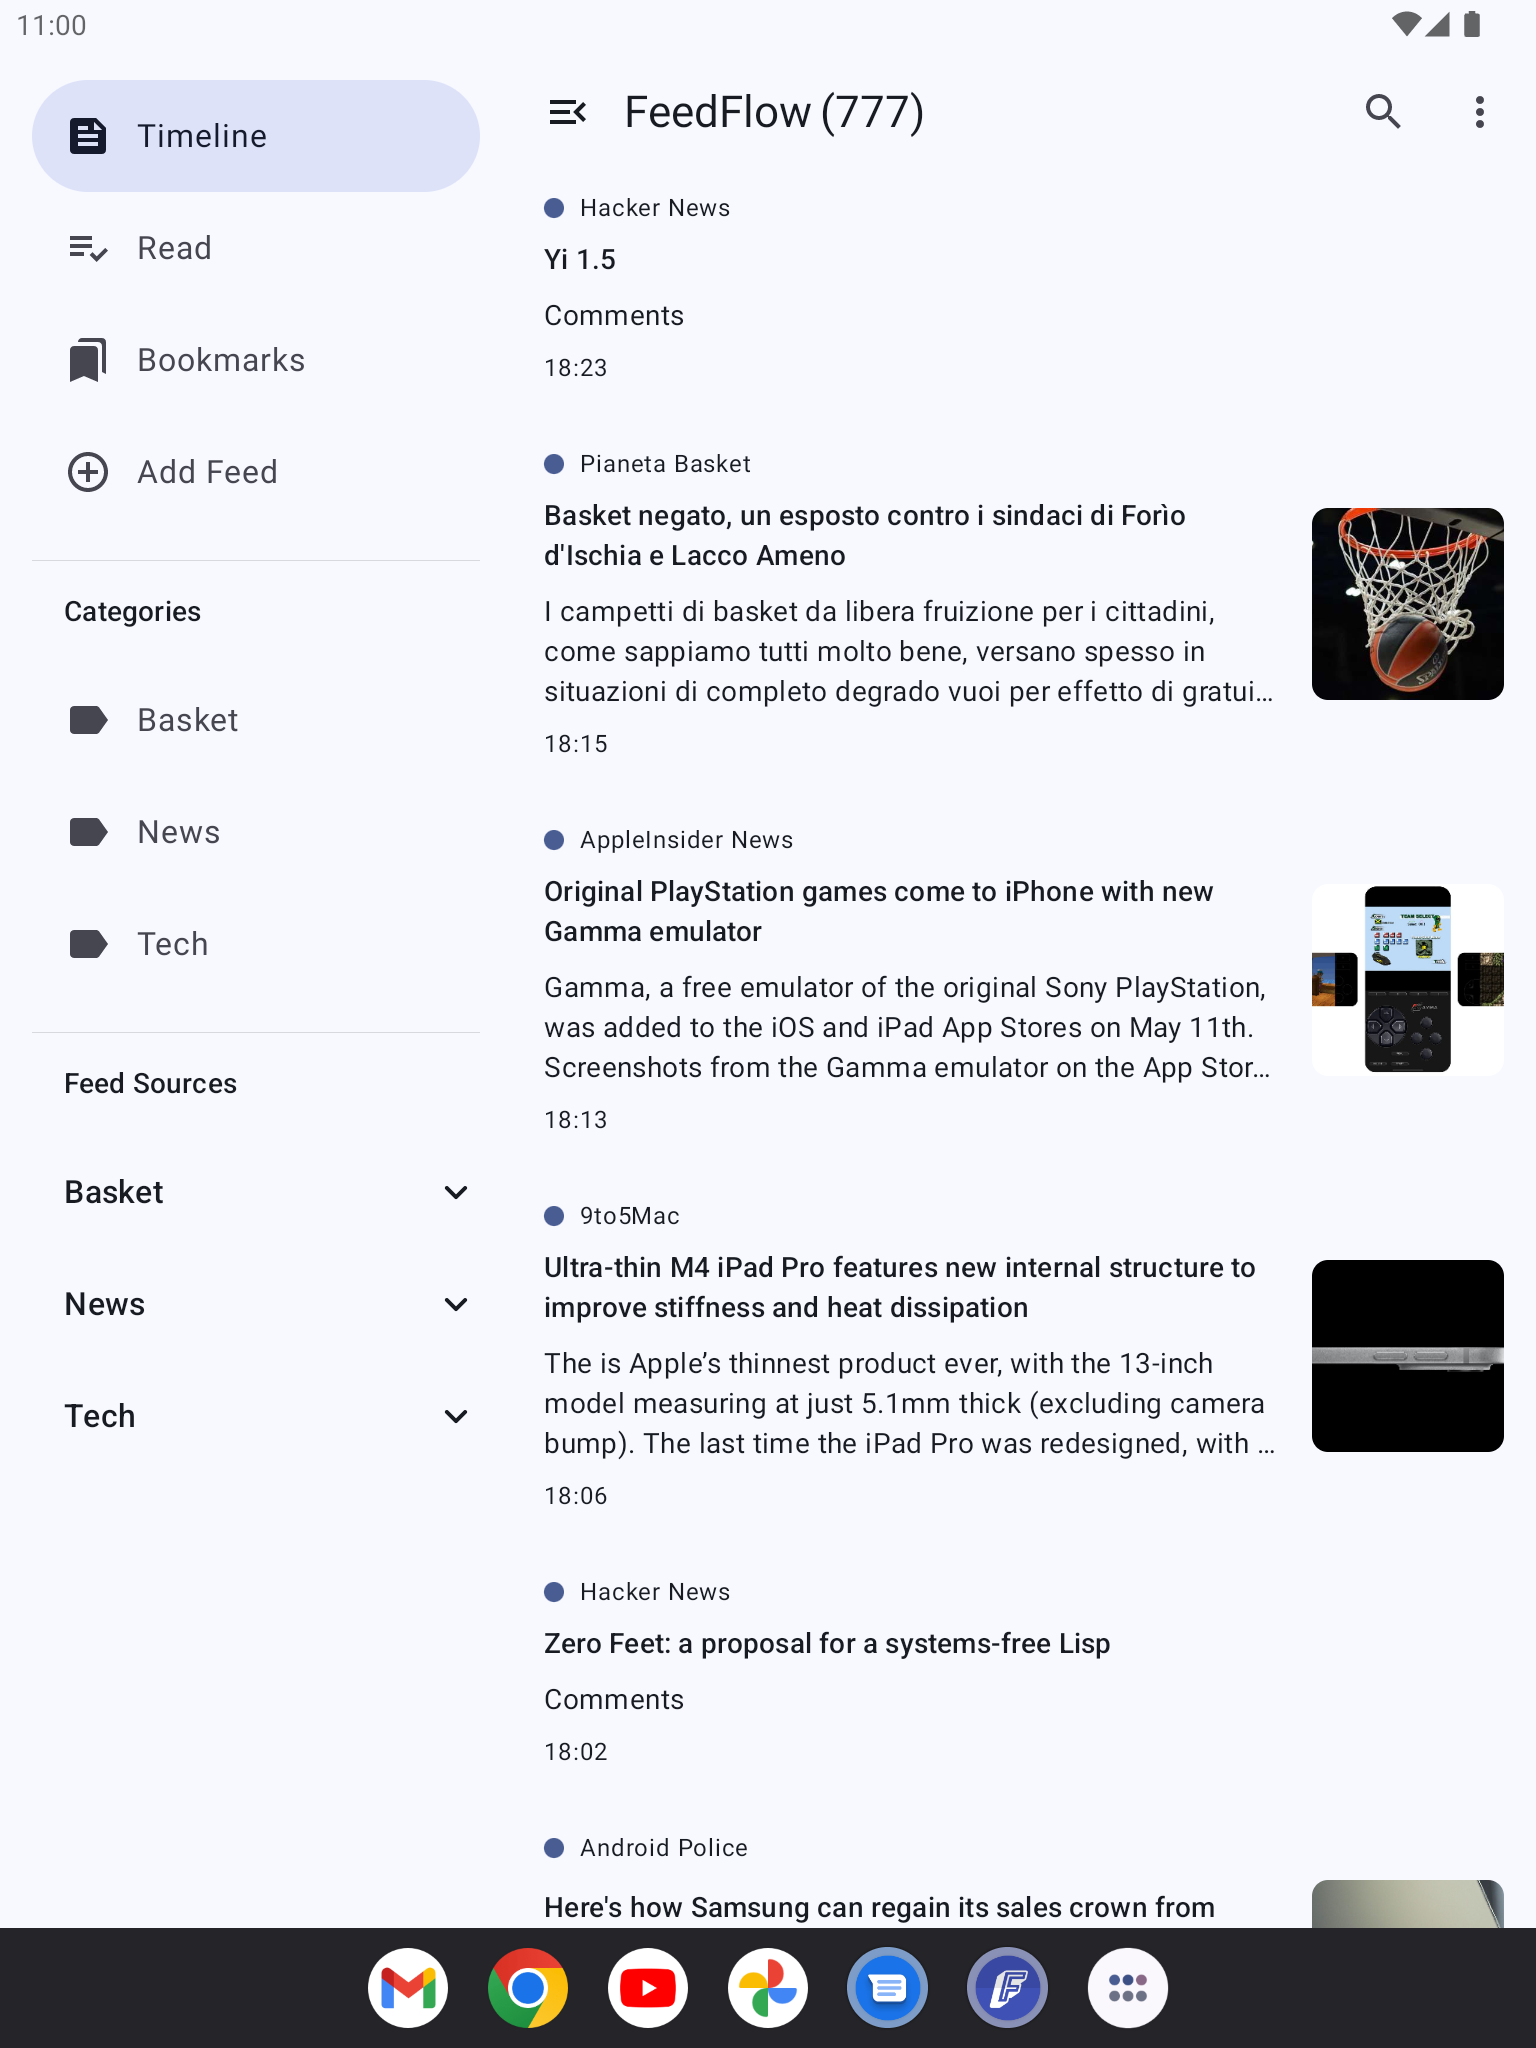 11:00
Timeline
Read
Bookmarks
Add Feed
Categories
Basket
News
Tech
Feed Sources
Basket
News
Tech
FeedFlow (777)
Hacker News
Yi 1.5
Comments
18:23
Pianeta Basket
Basket negato, un esposto contro i sindaci di Forìo
d'Ischia e Lacco Ameno
I campetti di basket da libera fruizione per i cittadini,
come sappiamo tutti molto bene, versano spesso in
situazioni di completo degrado vuoi per effetto di gratui…
18:15
AppleInsider News
Original PlayStation games come to iPhone with new
Gamma emulator
Gamma, a free emulator of the original Sony PlayStation,
was added to the iOS and iPad App Stores on May 11th.
Screenshots from the Gamma emulator on the App Stor…
TEAM SELECT
18:13
9to5Mac
Ultra-thin M4 iPad Pro features new internal structure to
improve stiffness and heat dissipation
The is Apple’s thinnest product ever, with the 13-inch
model measuring at just 5.1mm thick (excluding camera
bump). The last time the iPad Pro was redesigned, with …
18:06
Hacker News
Zero Feet: a proposal for a systems-free Lisp
Comments
18:02
Android Police
Here's how Samsung can regain its sales crown from